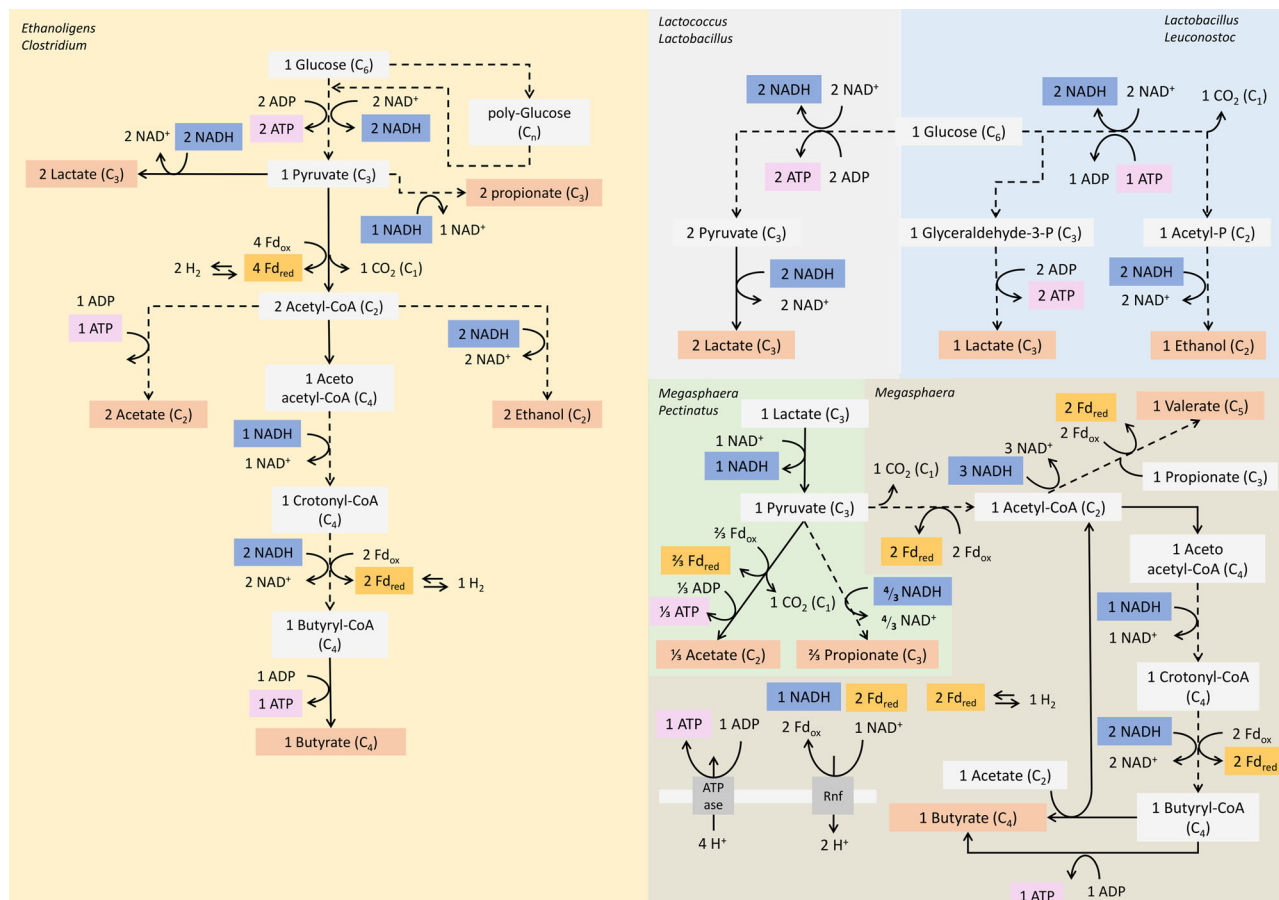 Ethanoligens
Clostridium
1 Glucose (C₆)
2 ADP
2 NAD⁺
2 ATP
2 NADH
poly-Glucose
(Cₙ)
2 NAD⁺
2 NADH
2 Lactate (C₃)
1 Pyruvate (C₃)
2 propionate (C₃)
1 NADH
1 NAD⁺
4 Fdₒₓ
2 H₂
4 Fd_red
1 CO₂ (C₁)
1 ADP
1 ATP
2 Acetyl-CoA (C₂)
2 NADH
2 NAD⁺
1 Aceto
acetyl-CoA (C₄)
2 Acetate (C₂)
2 Ethanol (C₂)
1 NADH
1 NAD⁺
1 Crotonyl-CoA
(C₄)
2 NADH
2 Fdₒₓ
2 NAD⁺
2 Fd_red
1 H₂
1 Butyryl-CoA
(C₄)
1 ADP
1 ATP
1 Butyrate (C₄)
Lactococcus
Lactobacillus
2 NADH
2 NAD⁺
1 Glucose (C₆)
2 ATP
2 ADP
2 Pyruvate (C₃)
2 NADH
2 NAD⁺
2 Lactate (C₃)
Lactobacillus
Leuconostoc
2 NADH
2 NAD⁺
1 CO₂ (C₁)
1 ADP
1 ATP
1 Glyceraldehyde-3-P (C₃)
1 Acetyl-P (C₂)
2 ADP
2 ATP
2 NADH
2 NAD⁺
1 Lactate (C₃)
1 Ethanol (C₂)
Megasphaera
Pectinatus
1 Lactate (C₃)
1 NAD⁺
1 NADH
1 Pyruvate (C₃)
⅔ Fdₒₓ
⅔ Fd_red
⅓ ADP
⅓ ATP
1 CO₂ (C₁)
⁴/₃ NADH
⁴/₃ NAD⁺
⅓ Acetate (C₂)
⅔ Propionate (C₃)
Megasphaera
2 Fd_red
2 Fdₒₓ
1 Valerate (C₅)
3 NAD⁺
3 NADH
1 Propionate (C₃)
1 CO₂ (C₁)
1 Acetyl-CoA (C₂)
2 Fd_red
2 Fdₒₓ
1 Aceto
acetyl-CoA (C₄)
1 NADH
1 NAD⁺
1 Crotonyl-CoA
(C₄)
2 NADH
2 Fdₒₓ
2 NAD⁺
2 Fd_red
1 Acetate (C₂)
1 Butyrate (C₄)
1 Butyryl-CoA
(C₄)
1 ATP
1 ADP
1 NADH
2 Fd_red
2 Fd_red
1 H₂
1 ATP
1 ADP
2 Fdₒₓ
1 NAD⁺
ATP
ase
Rnf
4 H⁺
2 H⁺